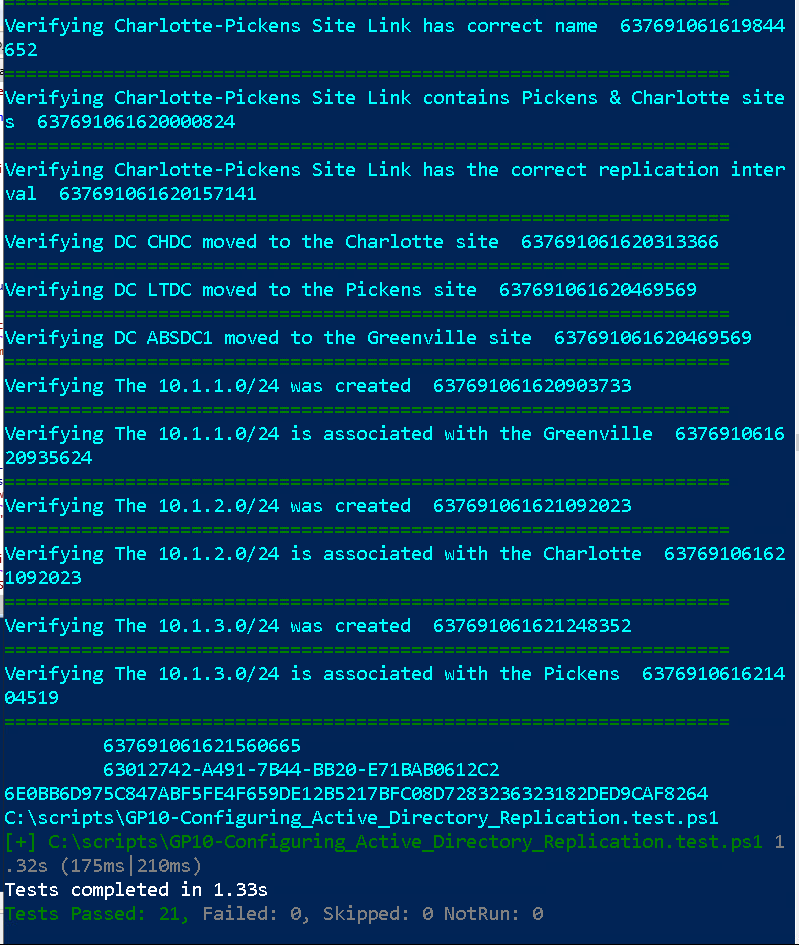 ==================================================================
Verifying Charlotte-Pickens Site Link has correct name  637691061619844
652
==================================================================
Verifying Charlotte-Pickens Site Link contains Pickens & Charlotte site
s  637691061620000824
==================================================================
Verifying Charlotte-Pickens Site Link has the correct replication inter
val  637691061620157141
==================================================================
Verifying DC CHDC moved to the Charlotte site  637691061620313366
==================================================================
Verifying DC LTDC moved to the Pickens site  637691061620469569
==================================================================
Verifying DC ABSDC1 moved to the Greenville site  637691061620469569
==================================================================
Verifying The 10.1.1.0/24 was created  637691061620903733
==================================================================
Verifying The 10.1.1.0/24 is associated with the Greenville  6376910616
20935624
==================================================================
Verifying The 10.1.2.0/24 was created  637691061621092023
==================================================================
Verifying The 10.1.2.0/24 is associated with the Charlotte  63769106162
1092023
==================================================================
Verifying The 10.1.3.0/24 was created  637691061621248352
==================================================================
Verifying The 10.1.3.0/24 is associated with the Pickens  6376910616214
04519
==================================================================
         637691061621560665
         63012742-A491-7B44-BB20-E71BAB0612C2
6E0BB6D975C847ABF5FE4F659DE12B5217BFC08D7283236323182DED9CAF8264
C:\scripts\GP10-Configuring_Active_Directory_Replication.test.ps1
[+] C:\scripts\GP10-Configuring_Active_Directory_Replication.test.ps1 1
.32s (175ms|210ms)
Tests completed in 1.33s
Tests Passed: 21, Failed: 0, Skipped: 0 NotRun: 0